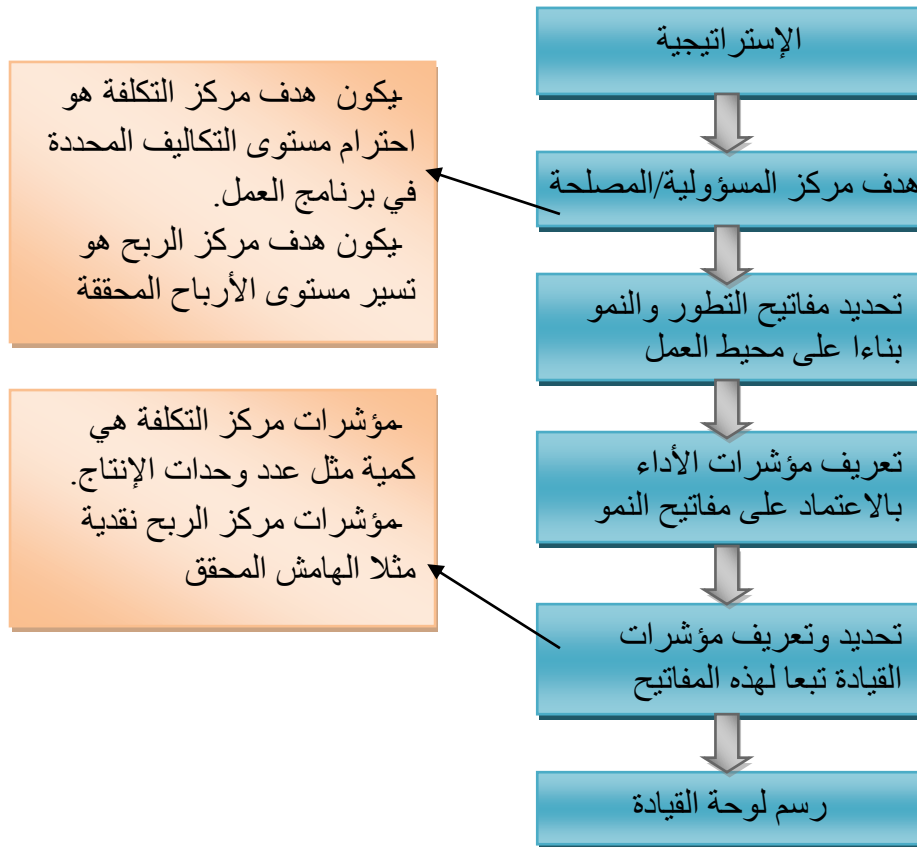 الإستراتيجية
هدف مركز المسؤولية/المصلحة
-يكون هدف مركز التكلفة هو
احترام مستوى التكاليف المحددة
في برنامج العمل.
-يكون هدف مركز الربح هو
تسير مستوى الأرباح المحققة
تحديد مفاتيح التطور والنمو
بناءا على محيط العمل
تعريف مؤشرات الأداء
بالاعتماد على مفاتيح النمو
تحديد وتعريف مؤشرات
القيادة تبعا لهذه المفاتيح
-مؤشرات مركز التكلفة هي
كمية مثل عدد وحدات الإنتاج.
-مؤشرات مركز الربح نقدية
مثلا الهامش المحقق
رسم لوحة القيادة